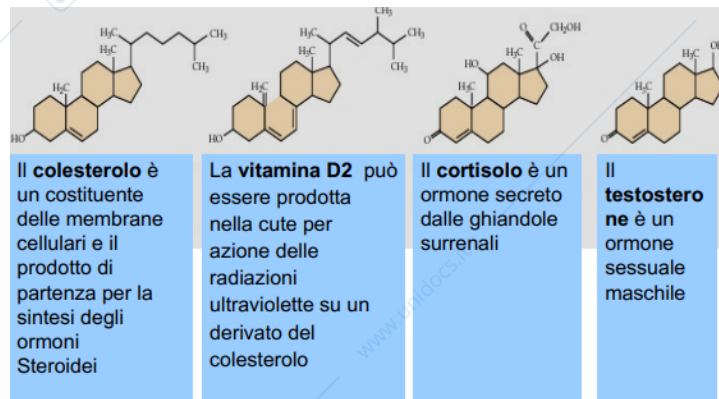 CH₃
H₃C
CH₃
H₃C
CH₃
H₃C
HO
H₃C
CH₃
H₃C
CH₃
H₂C
HO
O
CH₂OH
C
H₃C
OH
HO
H₃C
O
H₃C
O
Il colesterolo è
un costituente
delle membrane
cellulari e il
prodotto di
partenza per la
sintesi degli
ormoni
Steroidei
La vitamina D2 può
essere prodotta
nella cute per
azione delle
radiazioni
ultraviolette su un
derivato del
colesterolo
Il cortisolo è un
ormone secreto
dalle ghiandole
surrenali
Il
testostero
ne è un
ormone
sessuale
maschile